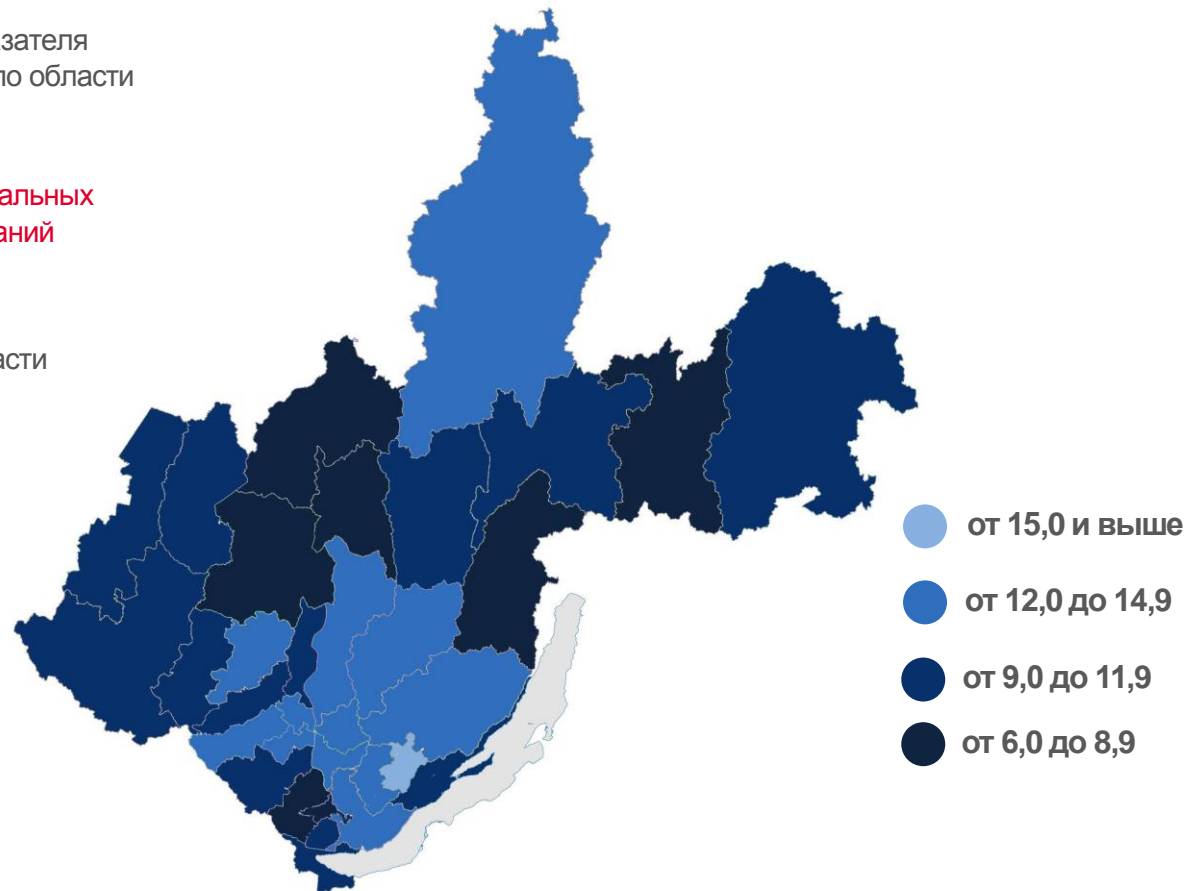 азателя
по области
альных
аний
асти
от 15,0 и выше
от 12,0 до 14,9
от 9,0 до 11,9
от 6,0 до 8,9